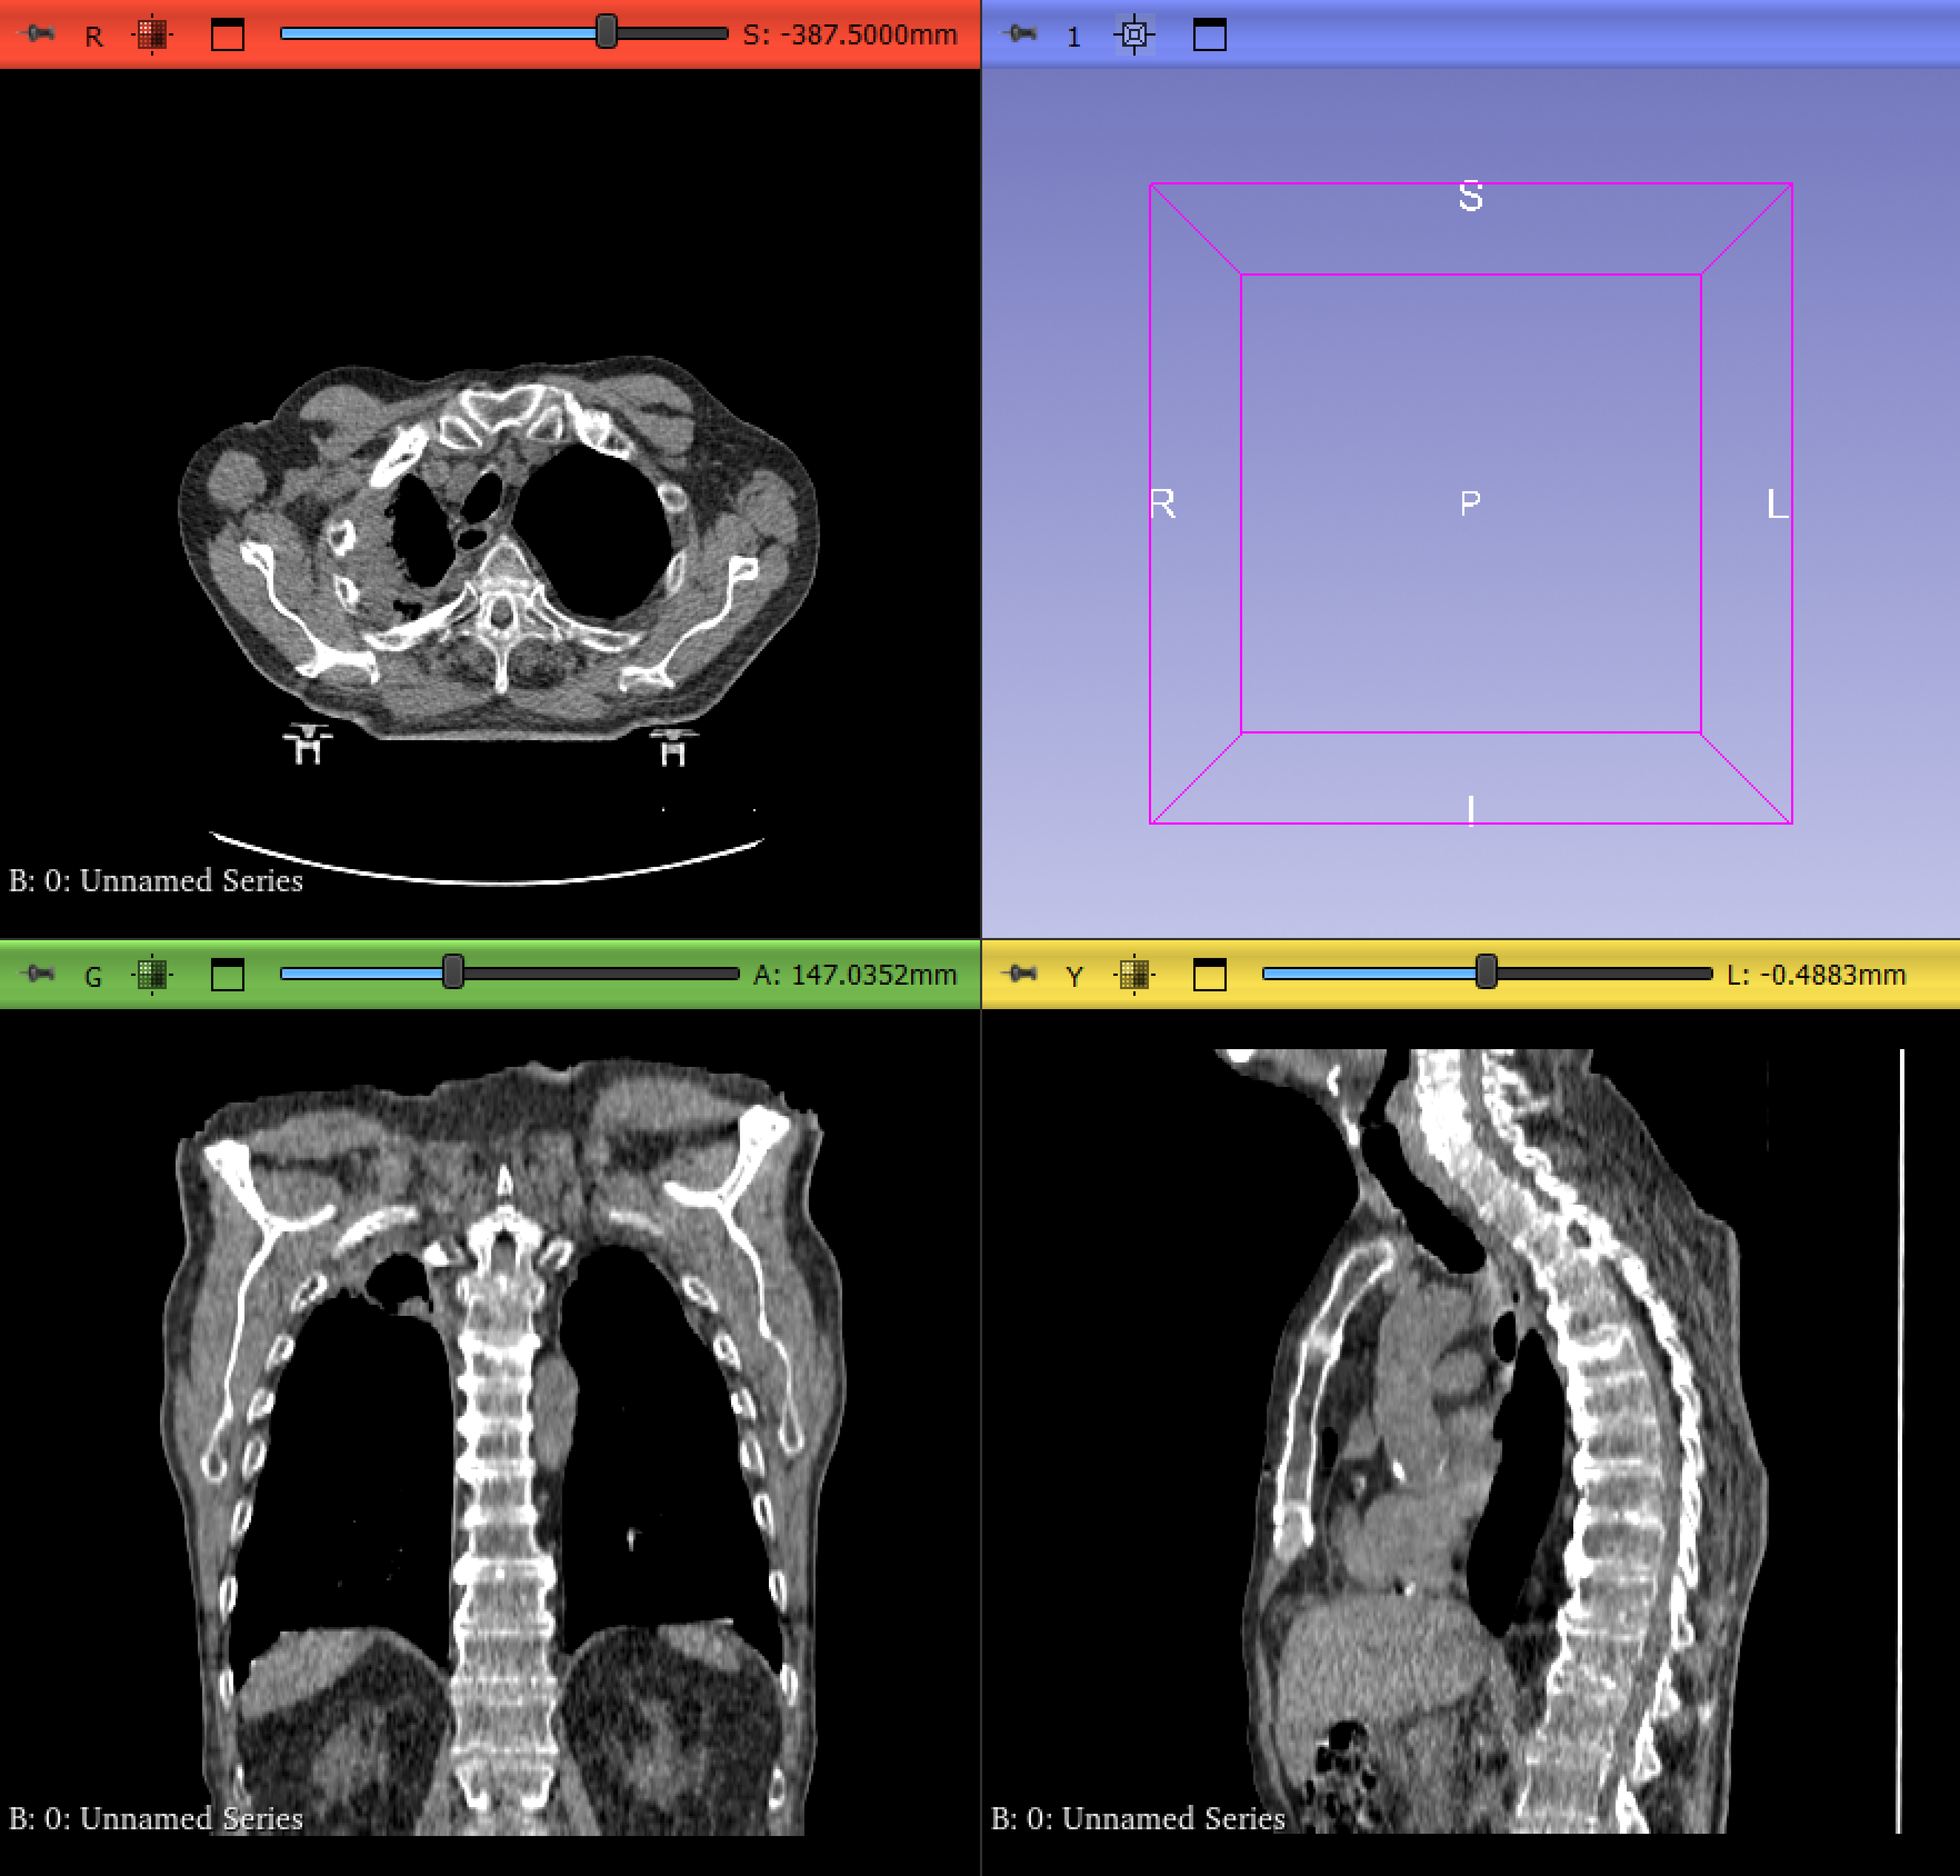 R S: -387.5000mm
1
S
R P L
I
B: 0: Unnamed Series
G A: 147.0352mm
Y L: -0.4883mm
B: 0: Unnamed Series
B: 0: Unnamed Series